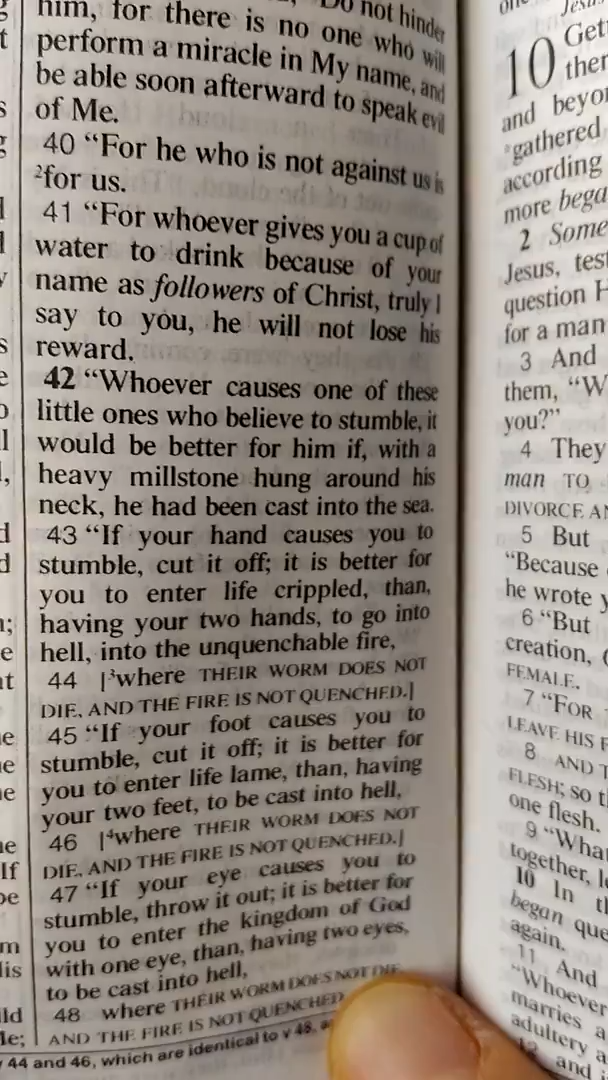 Do not hinder
him, for there is no one who will
perform a miracle in My name, and
be able soon afterward to speak evil
of Me.
40 “For he who is not against us is
²for us.
41 “For whoever gives you a cup of
water to drink because of your
name as followers of Christ, truly I
say to you, he will not lose his
reward.
42 “Whoever causes one of these
little ones who believe to stumble, it
would be better for him if, with a
heavy millstone hung around his
neck, he had been cast into the sea.
43 “If your hand causes you to
stumble, cut it off; it is better for
you to enter life crippled, than,
having your two hands, to go into
hell, into the unquenchable fire,
44 [³where THEIR WORM DOES NOT
DIE, AND THE FIRE IS NOT QUENCHED.]
45 “If your foot causes you to
stumble, cut it off; it is better for
you to enter life lame, than, having
your two feet, to be cast into hell,
46 [⁴where THEIR WORM DOES NOT
DIE, AND THE FIRE IS NOT QUENCHED.]
47 “If your eye causes you to
stumble, throw it out; it is better for
you to enter the kingdom of God
with one eye, than, having two eyes,
to be cast into hell,
48 where THEIR WORM DOES NOT DIE,
AND THE FIRE IS NOT QUENCHED.
44 and 46, which are identical to v 48,
10
and
gathered
according
more
2 Some
Jesus,
question
for a man
3 And
them,
you?”
4 They
man TO
DIVORCE
5 But
“Because
he wrote
6 “But
creation,
FEMALE.
7 “FOR
LEAVE HIS
8 AND
FLESH; so
one flesh.
9
together,
10 In
began
again.
11 And
“Whoever
marries a
adultery
12 and